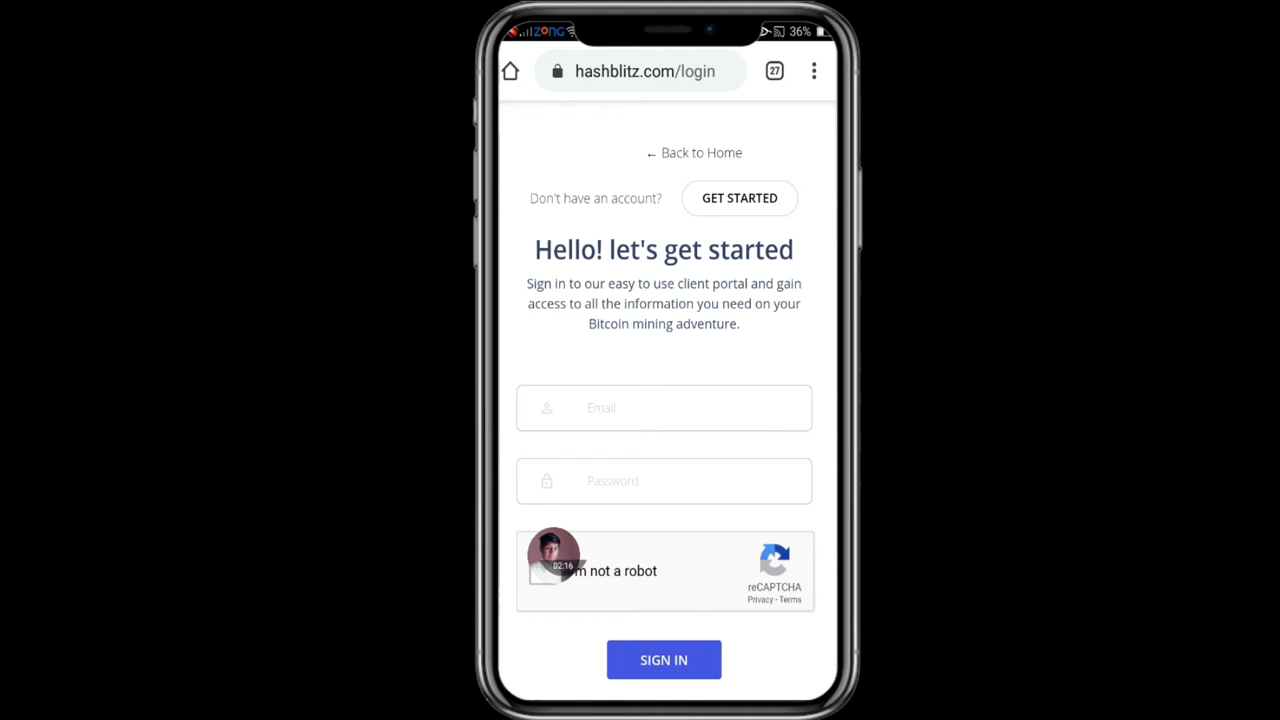 ZONG 36%
hashblitz.com/login 27
← Back to Home
Don't have an account? GET STARTED
Hello! let's get started
Sign in to our easy to use client portal and gain
access to all the information you need on your
Bitcoin mining adventure.
Email
Password
02:16
m not a robot
reCAPTCHA
Privacy - Terms
SIGN IN